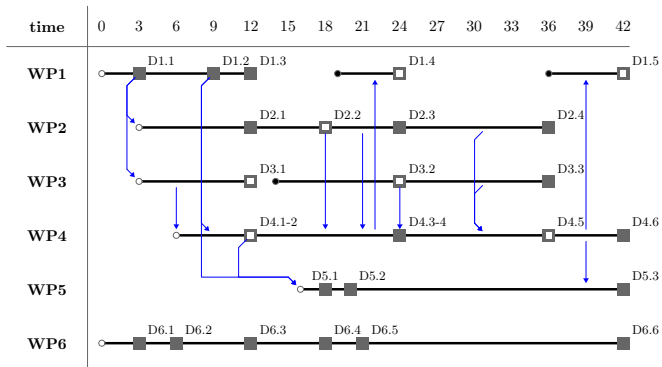 time 0 3 6 9 12 15 18 21 24 27 30 33 36 39 42
WP1 D1.1 D1.2 D1.3 D1.4 D1.5
WP2 D2.1 D2.2 D2.3 D2.4
WP3 D3.1 D3.2 D3.3
WP4 D4.1-2 D4.3-4 D4.5 D4.6
WP5 D5.1 D5.2 D5.3
WP6 D6.1 D6.2 D6.3 D6.4 D6.5 D6.6